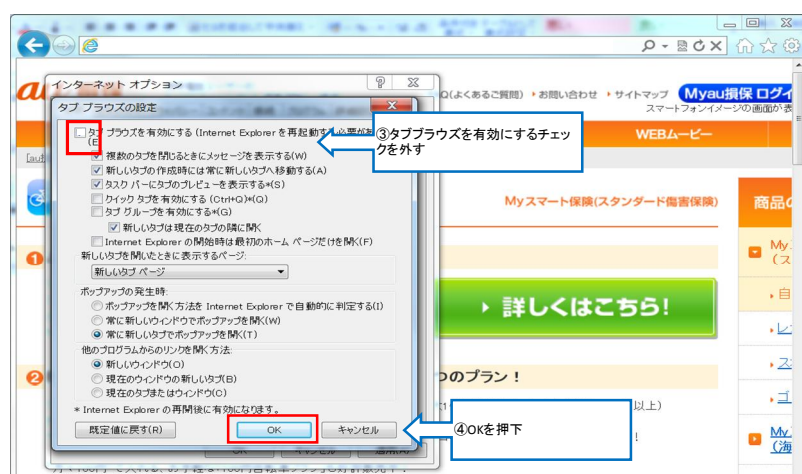 au
インターネット オプション
Q(よくあるご質問)
お問い合わせ
サイトマップ
Myau損保 ログイ
スマートフォンイメージの画面が表
タブ ブラウズの設定
タブ ブラウズを有効にする (Internet Explorer を再起動する必要が
(E)
③タブブラウズを有効にするチェックを外す
WEBムービー
複数のタブを閉じるときにメッセージを表示する(W)
新しいタブの作成時には常に新しいタブへ移動する(A)
タスク バーにタブのプレビューを表示する*(S)
クイック タブを有効にする (Ctrl+Q)*(Q)
タブ グループを有効にする*(G)
新しいタブは現在のタブの隣に開く
Internet Explorer の開始時は最初のホーム ページだけを開く(F)
Myスマート保険(スタンダード傷害保険)
商品の
新しいタブを開いたときに表示するページ:
新しいタブ ページ
1
My
(ス
自
ポップアップの発生時:
ポップアップを開く方法を Internet Explorer で自動的に判定する(I)
常に新しいウィンドウでポップアップを開く(W)
常に新しいタブでポップアップを開く(T)
詳しくはこちら!
レ
他のプログラムからのリンクを開く方法:
新しいウィンドウ(O)
現在のウィンドウの新しいタブ(B)
現在のタブまたはウィンドウ(C)
ス
2
つのプラン!
ゴ
* Internet Explorer の再開後に有効になります。
以上)
既定値に戻す(R)
OK
キャンセル
④OKを押下
!
My
(海